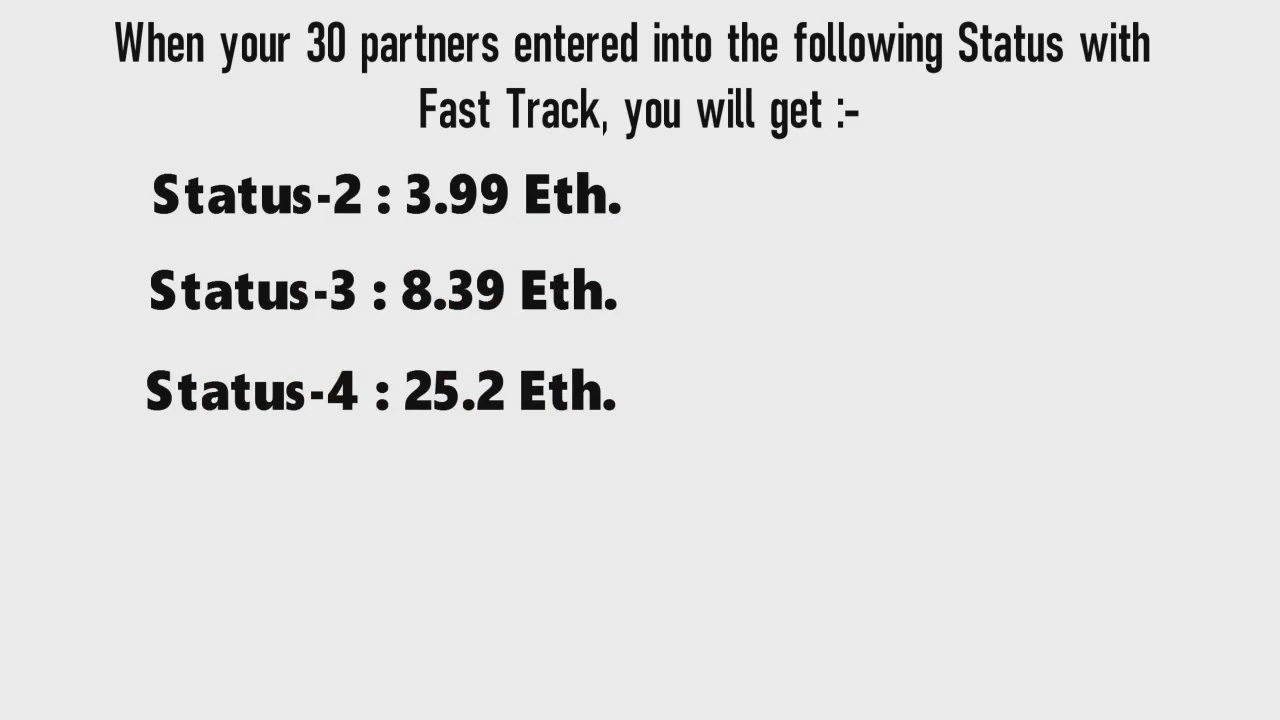 When your 30 partners entered into the following Status with
Fast Track, you will get :-
Status-2 : 3.99 Eth.
Status-3 : 8.39 Eth.
Status-4 : 25.2 Eth.